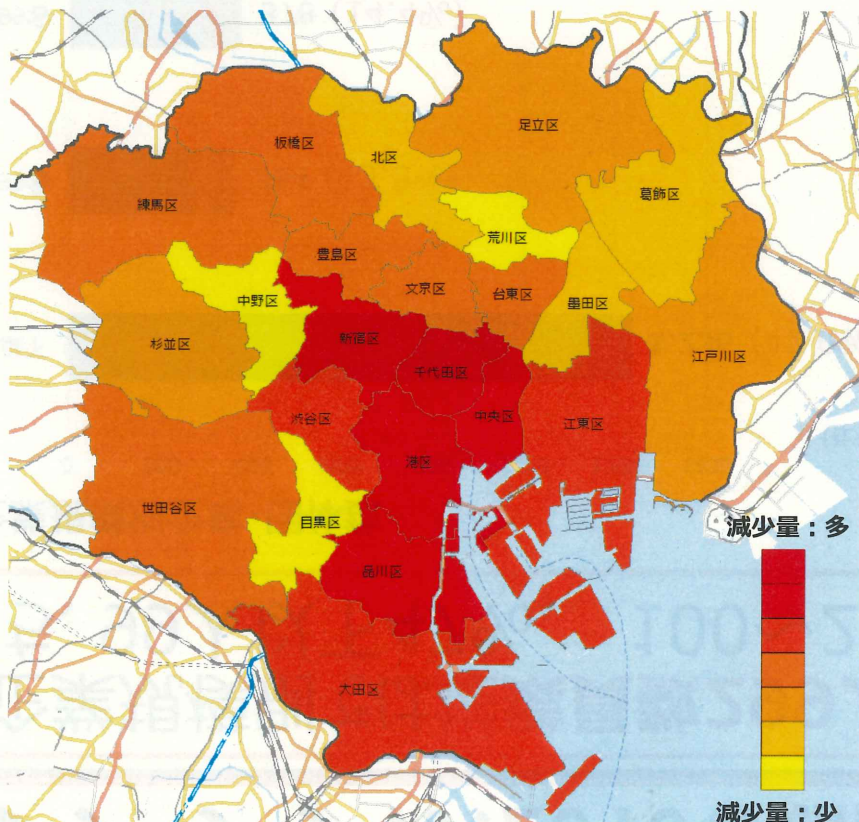 足立区
板橋区
北区
葛飾区
練馬区
荒川区
豊島区
文京区
台東区
中野区
墨田区
新宿区
杉並区
江戸川区
千代田区
中央区
渋谷区
江東区
港区
世田谷区
目黒区
減少量：多
品川区
大田区
減少量：少